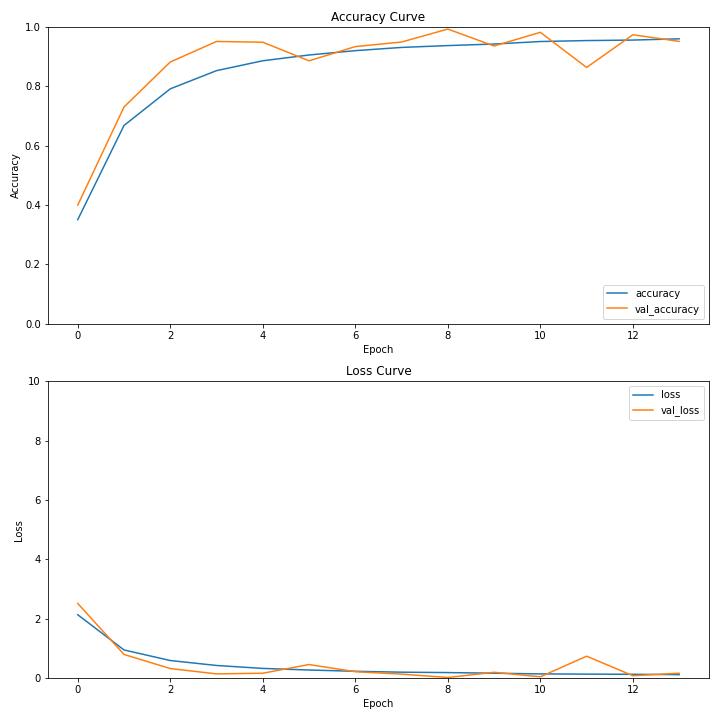 Accuracy Curve
1.0
0.8
0.6
0.4
0.2
0.0
Accuracy
accuracy
val_accuracy
0 2 4 6 8 10 12
Epoch
Loss Curve
10
8
6
4
2
0
Loss
loss
val_loss
0 2 4 6 8 10 12
Epoch